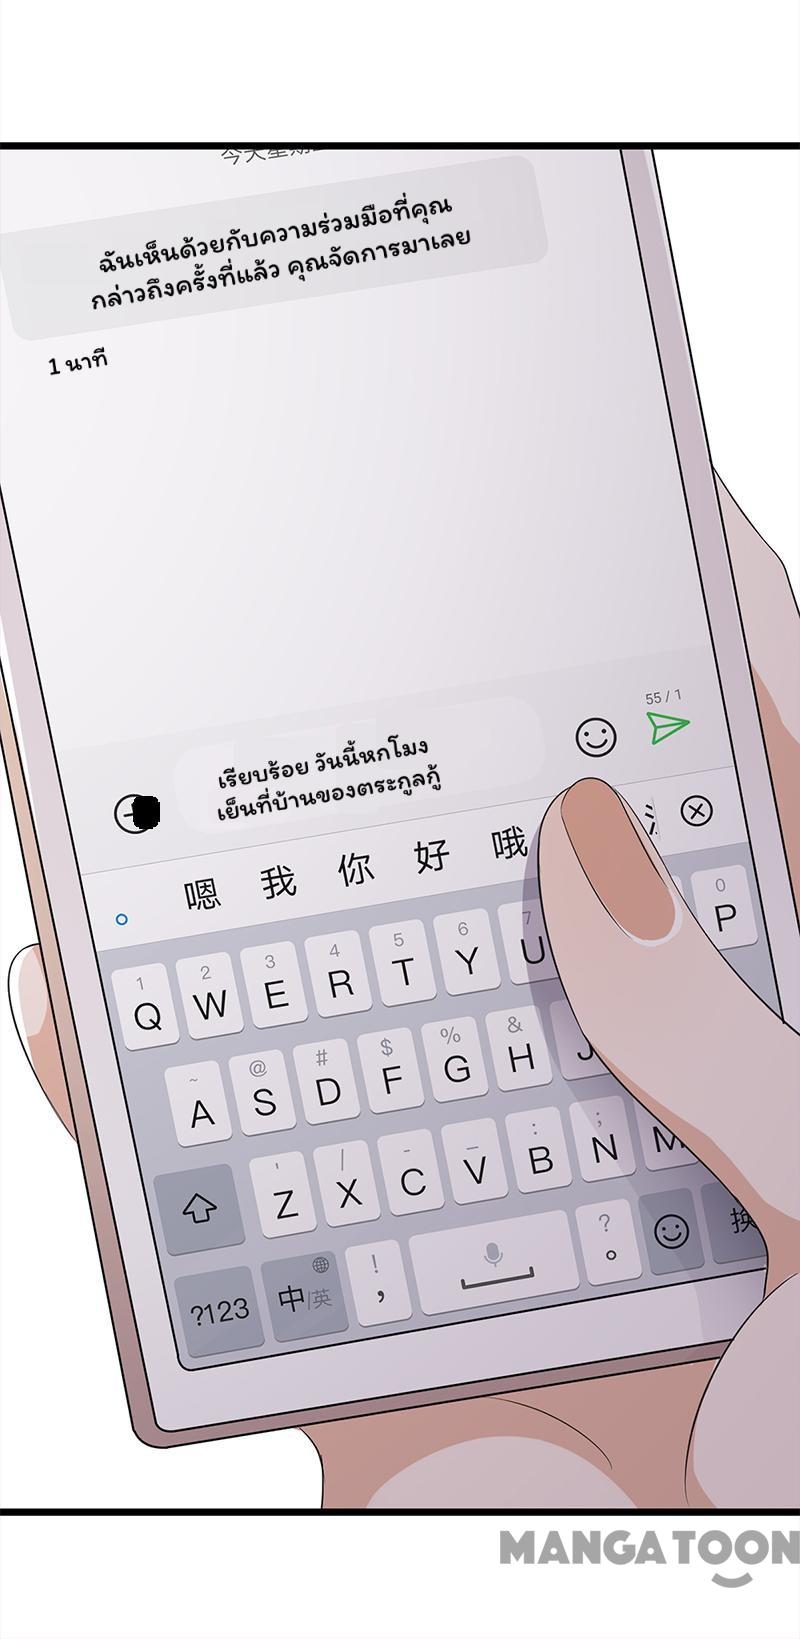 今天星期
ฉันเห็นด้วยกับความร่วมมือที่คุณ
กล่าวถึงครั้งที่แล้ว คุณจัดการมาเลย
1 นาที
55 / 1
เรียบร้อย วันนี้หกโมง
เย็นที่บ้านของตระกูลกู้
嗯 我 你 好 哦
1 2 3 4 5 6 7 0
Q W E R T Y U P
~ @ # $ % &
A S D F G H J
' / - _ : ;
Z X C V B N M
?123 中/英 ! , ? 。 换
MANGATOON